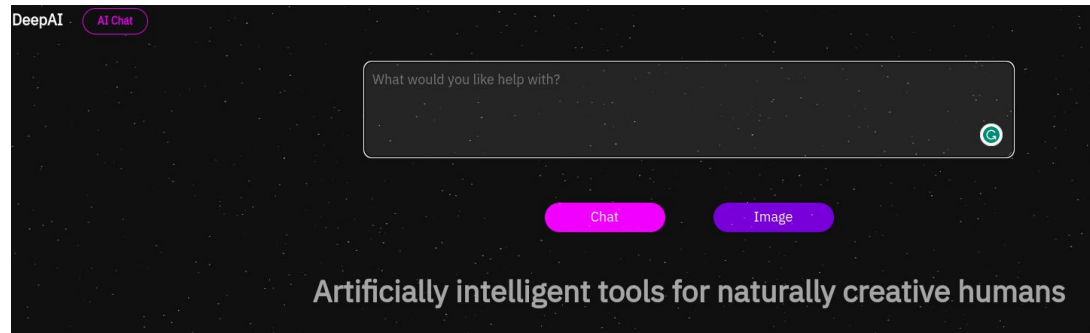 DeepAI AI Chat
What would you like help with?
Chat Image
Artificially intelligent tools for naturally creative humans